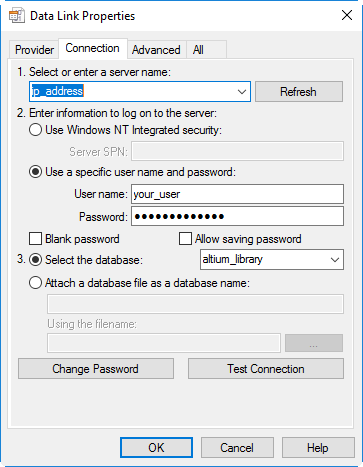 Data Link Properties
Provider Connection Advanced All
1. Select or enter a server name:
ip_address Refresh
2. Enter information to log on to the server:
Use Windows NT Integrated security:
Server SPN:
Use a specific user name and password:
User name: your_user
Password: ●●●●●●●●●●●●●
Blank password Allow saving password
3. Select the database: altium_library
Attach a database file as a database name:
Using the filename:
...
Change Password Test Connection
OK Cancel Help